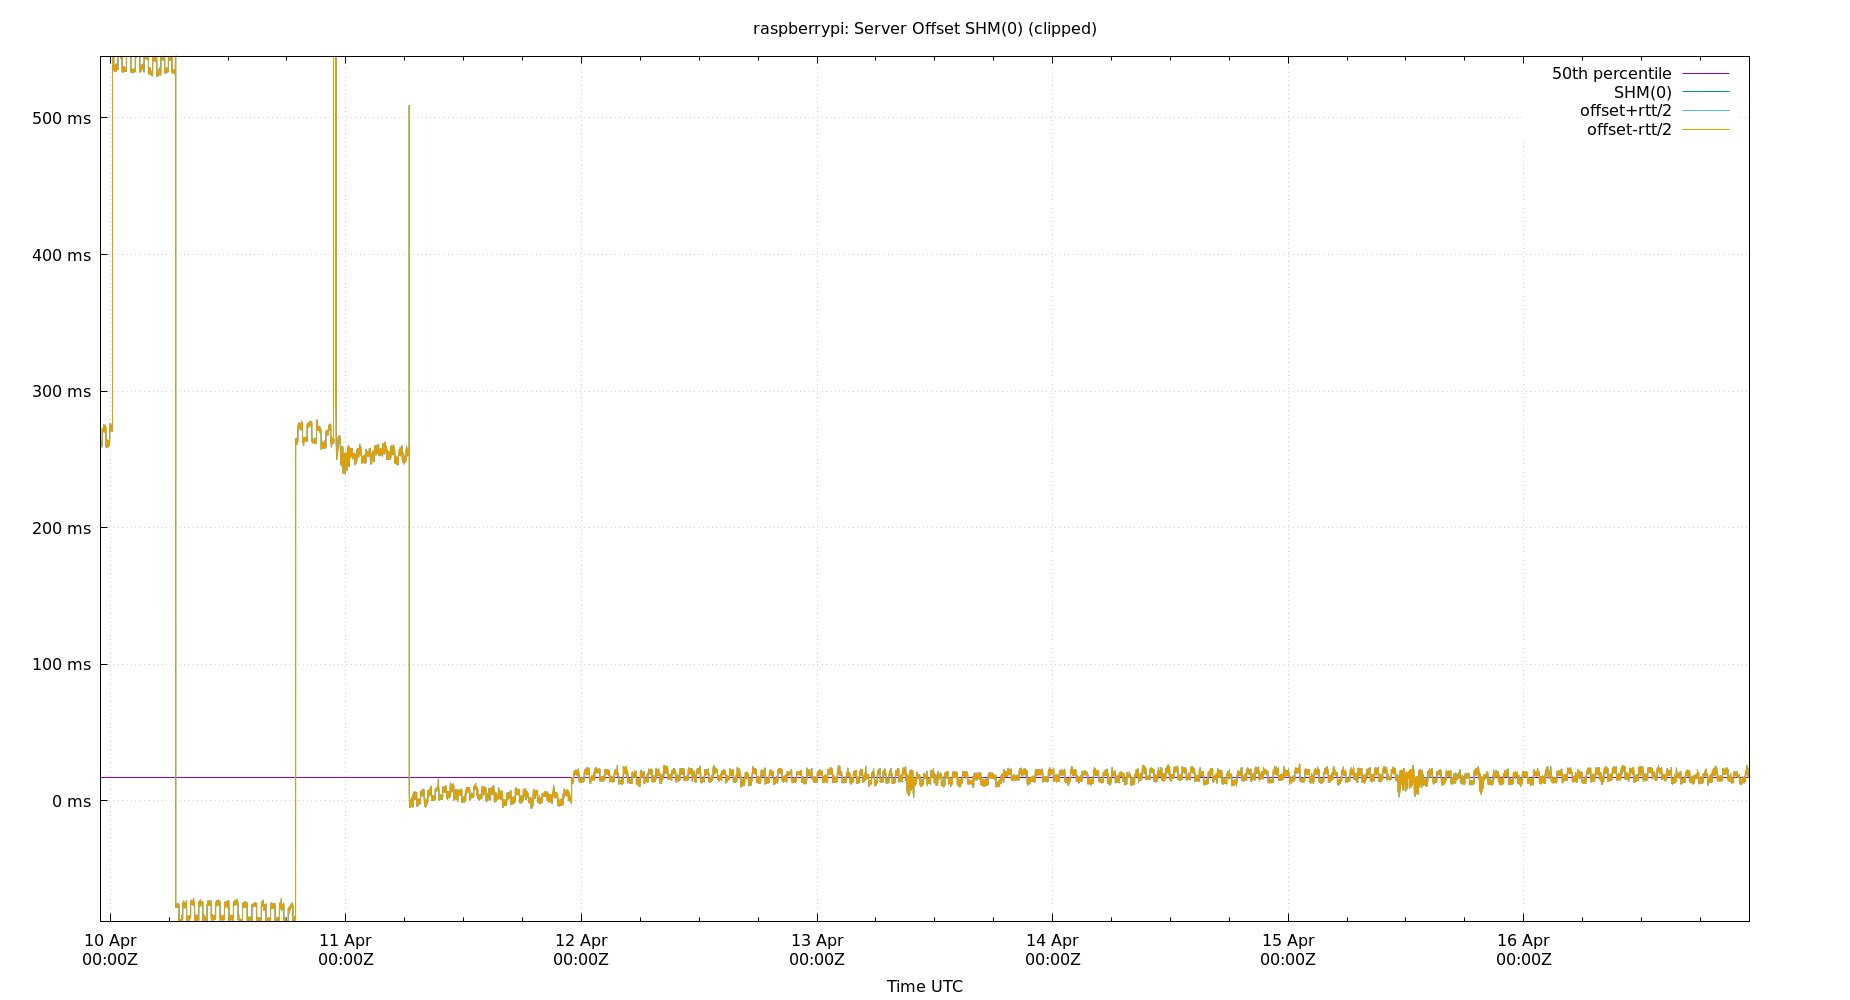 raspberrypi: Server Offset SHM(0) (clipped)
50th percentile
SHM(0)
offset+rtt/2
offset-rtt/2
500 ms
400 ms
300 ms
200 ms
100 ms
0 ms
10 Apr 11 Apr 12 Apr 13 Apr 14 Apr 15 Apr 16 Apr
00:00Z 00:00Z 00:00Z 00:00Z 00:00Z 00:00Z 00:00Z
Time UTC